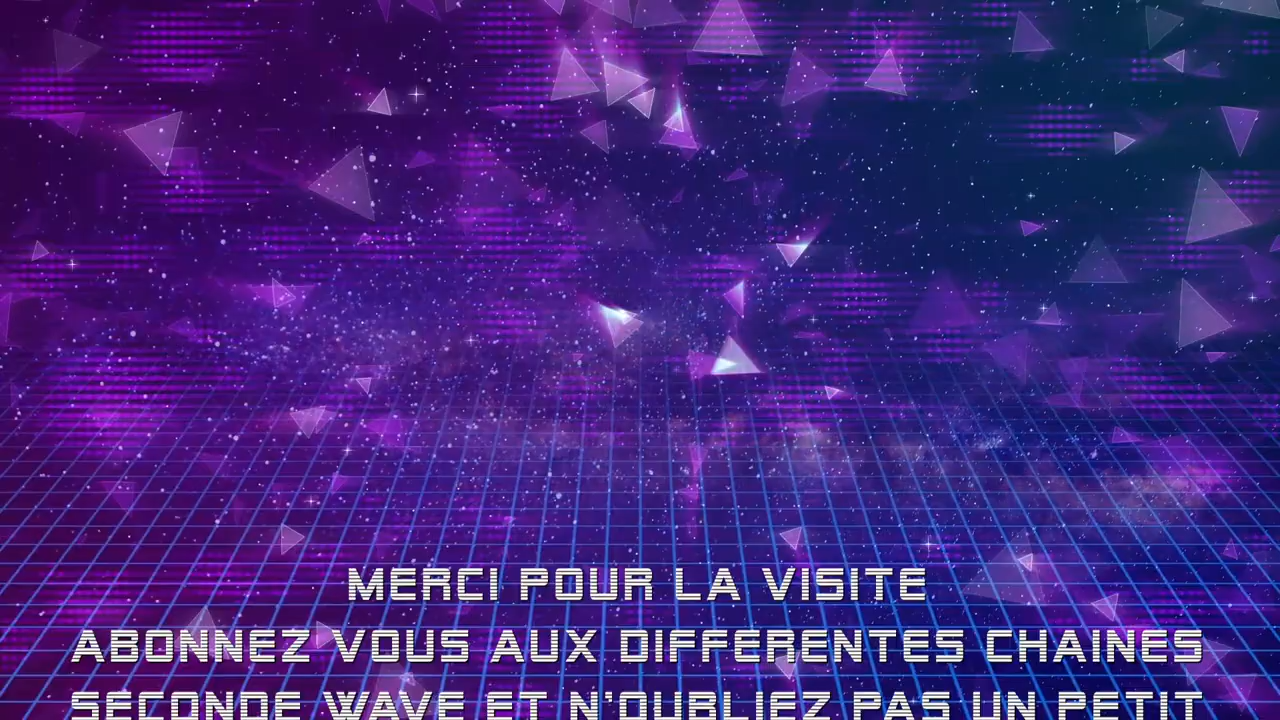 MERCI POUR LA VISITE
ABONNEZ VOUS AUX DIFFERENTES CHAINES
SECONDE WAVE ET N'OUBLIEZ PAS UN PETIT